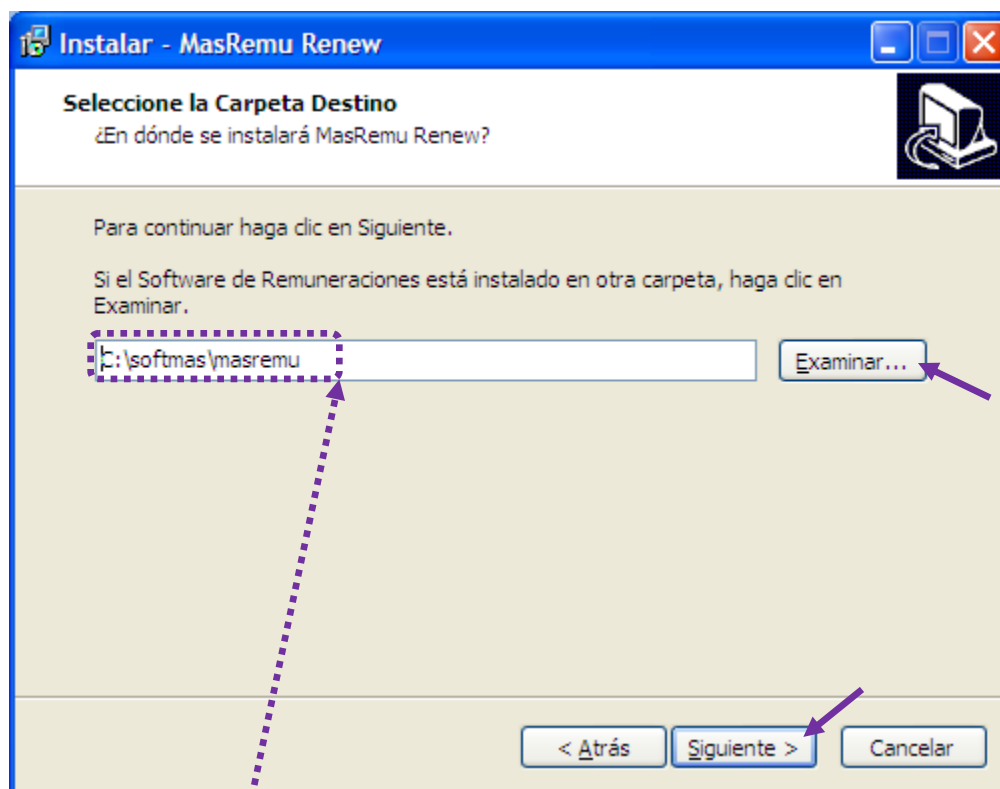 Instalar - MasRemu Renew
Seleccione la Carpeta Destino
¿En dónde se instalará MasRemu Renew?
Para continuar haga clic en Siguiente.
Si el Software de Remuneraciones está instalado en otra carpeta, haga clic en
Examinar.
C:\softmas\masremu
Examinar...
< Atrás
Siguiente >
Cancelar